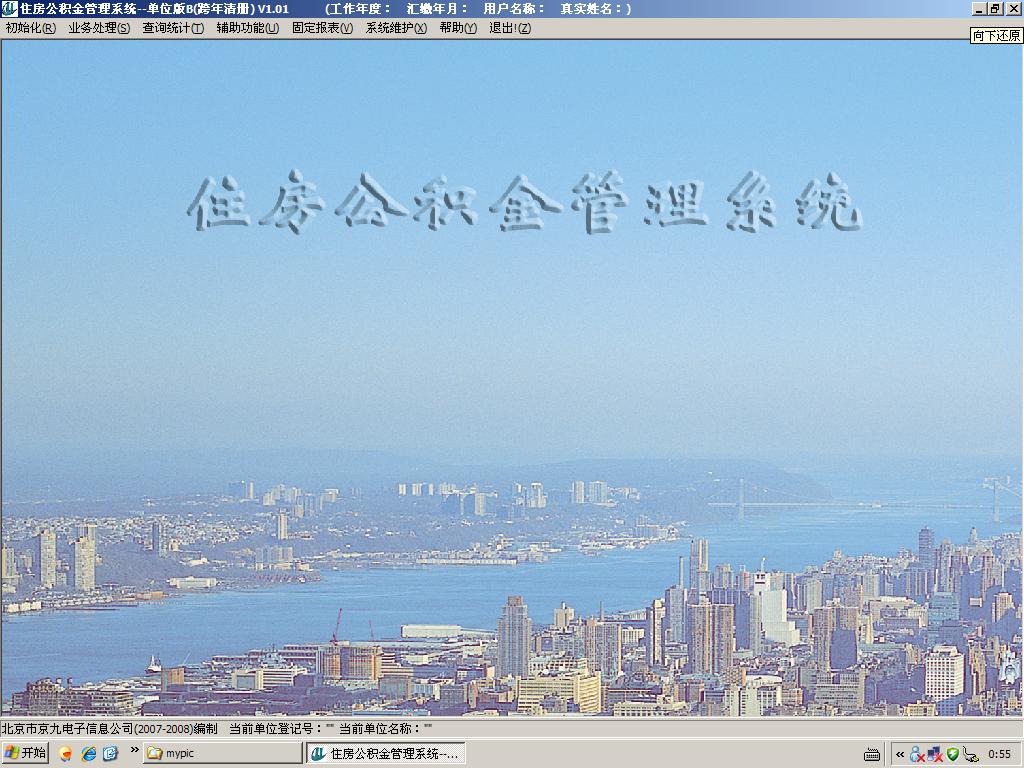 住房公积金管理系统--单位版B(跨年清册) V1.01 (工作年度： 汇缴年月： 用户名称： 真实姓名：)
初始化(R) 业务处理(S) 查询统计(T) 辅助功能(U) 固定报表(V) 系统维护(X) 帮助(Y) 退出!(Z)
向下还原
住房公积金管理系统
北京市京九电子信息公司(2007-2008)编制 当前单位登记号："" 当前单位名称：""
开始 » mypic 住房公积金管理系统--... « 0:55